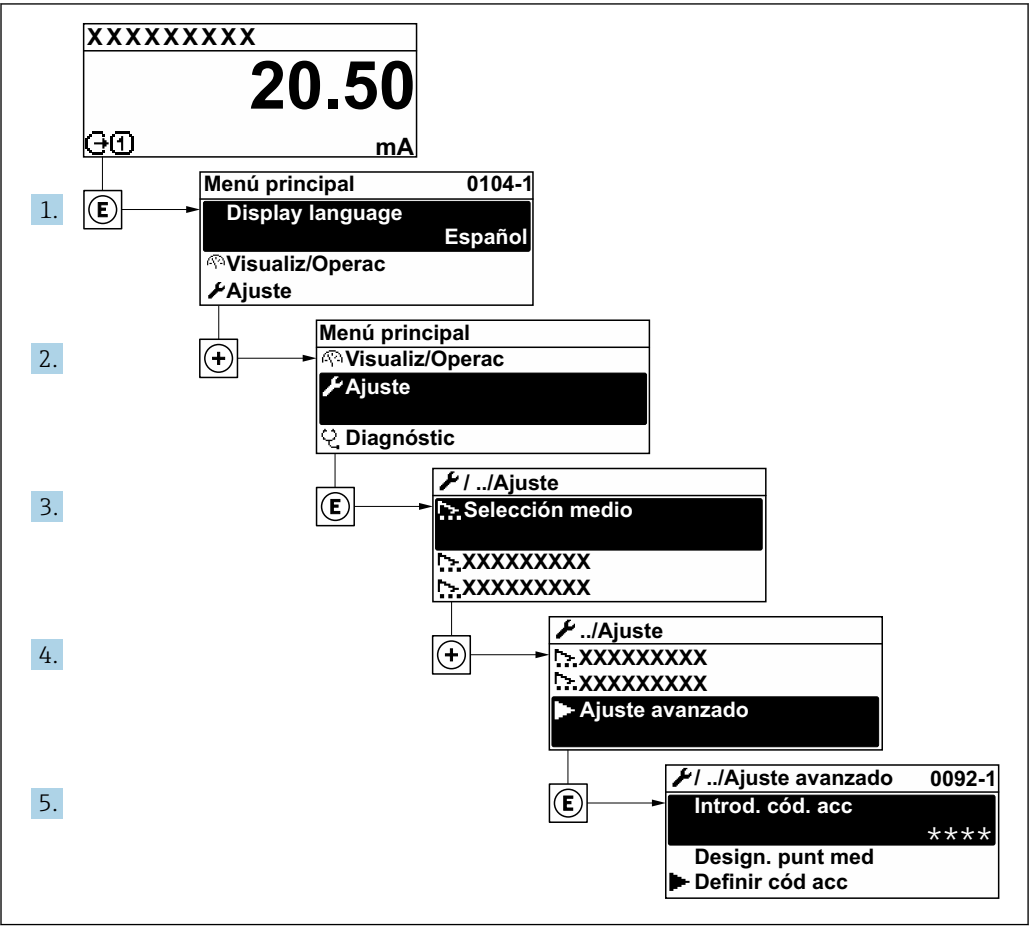 XXXXXXXXX
20.50
1
mA
1.
E
Menú principal 0104-1
Display language
Español
Visualiz/Operac
Ajuste
2.
+
Menú principal
Visualiz/Operac
Ajuste
Diagnóstic
3.
E
/ ../Ajuste
Selección medio
XXXXXXXXX
XXXXXXXXX
4.
+
../Ajuste
XXXXXXXXX
XXXXXXXXX
Ajuste avanzado
5.
E
/ ../Ajuste avanzado 0092-1
Introd. cód. acc
****
Design. punt med
Definir cód acc